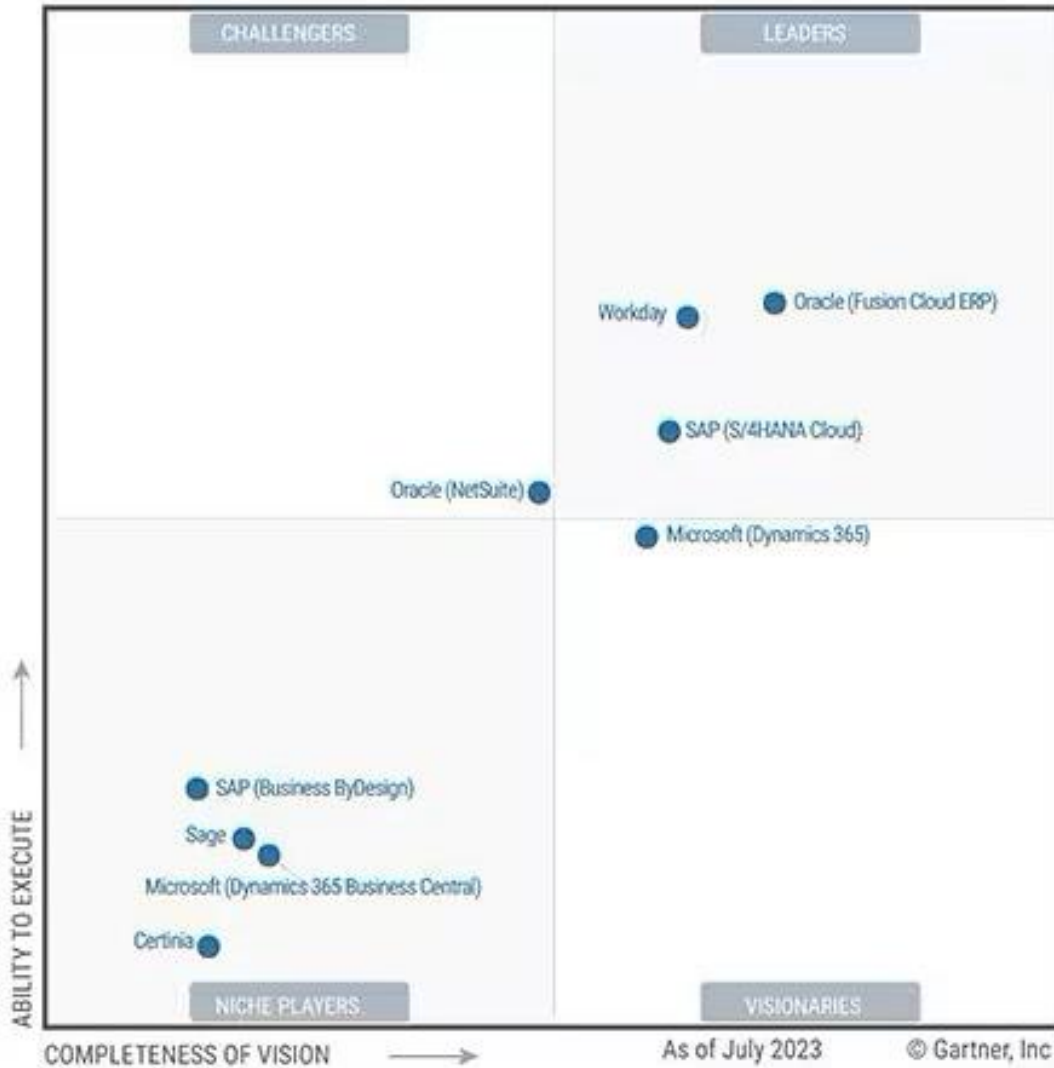 CHALLENGERS
LEADERS
Workday
Oracle (Fusion Cloud ERP)
SAP (S/4HANA Cloud)
Oracle (NetSuite)
Microsoft (Dynamics 365)
SAP (Business ByDesign)
Sage
Microsoft (Dynamics 365 Business Central)
Certinia
NICHE PLAYERS
VISIONARIES
ABILITY TO EXECUTE
COMPLETENESS OF VISION
As of July 2023
© Gartner, Inc